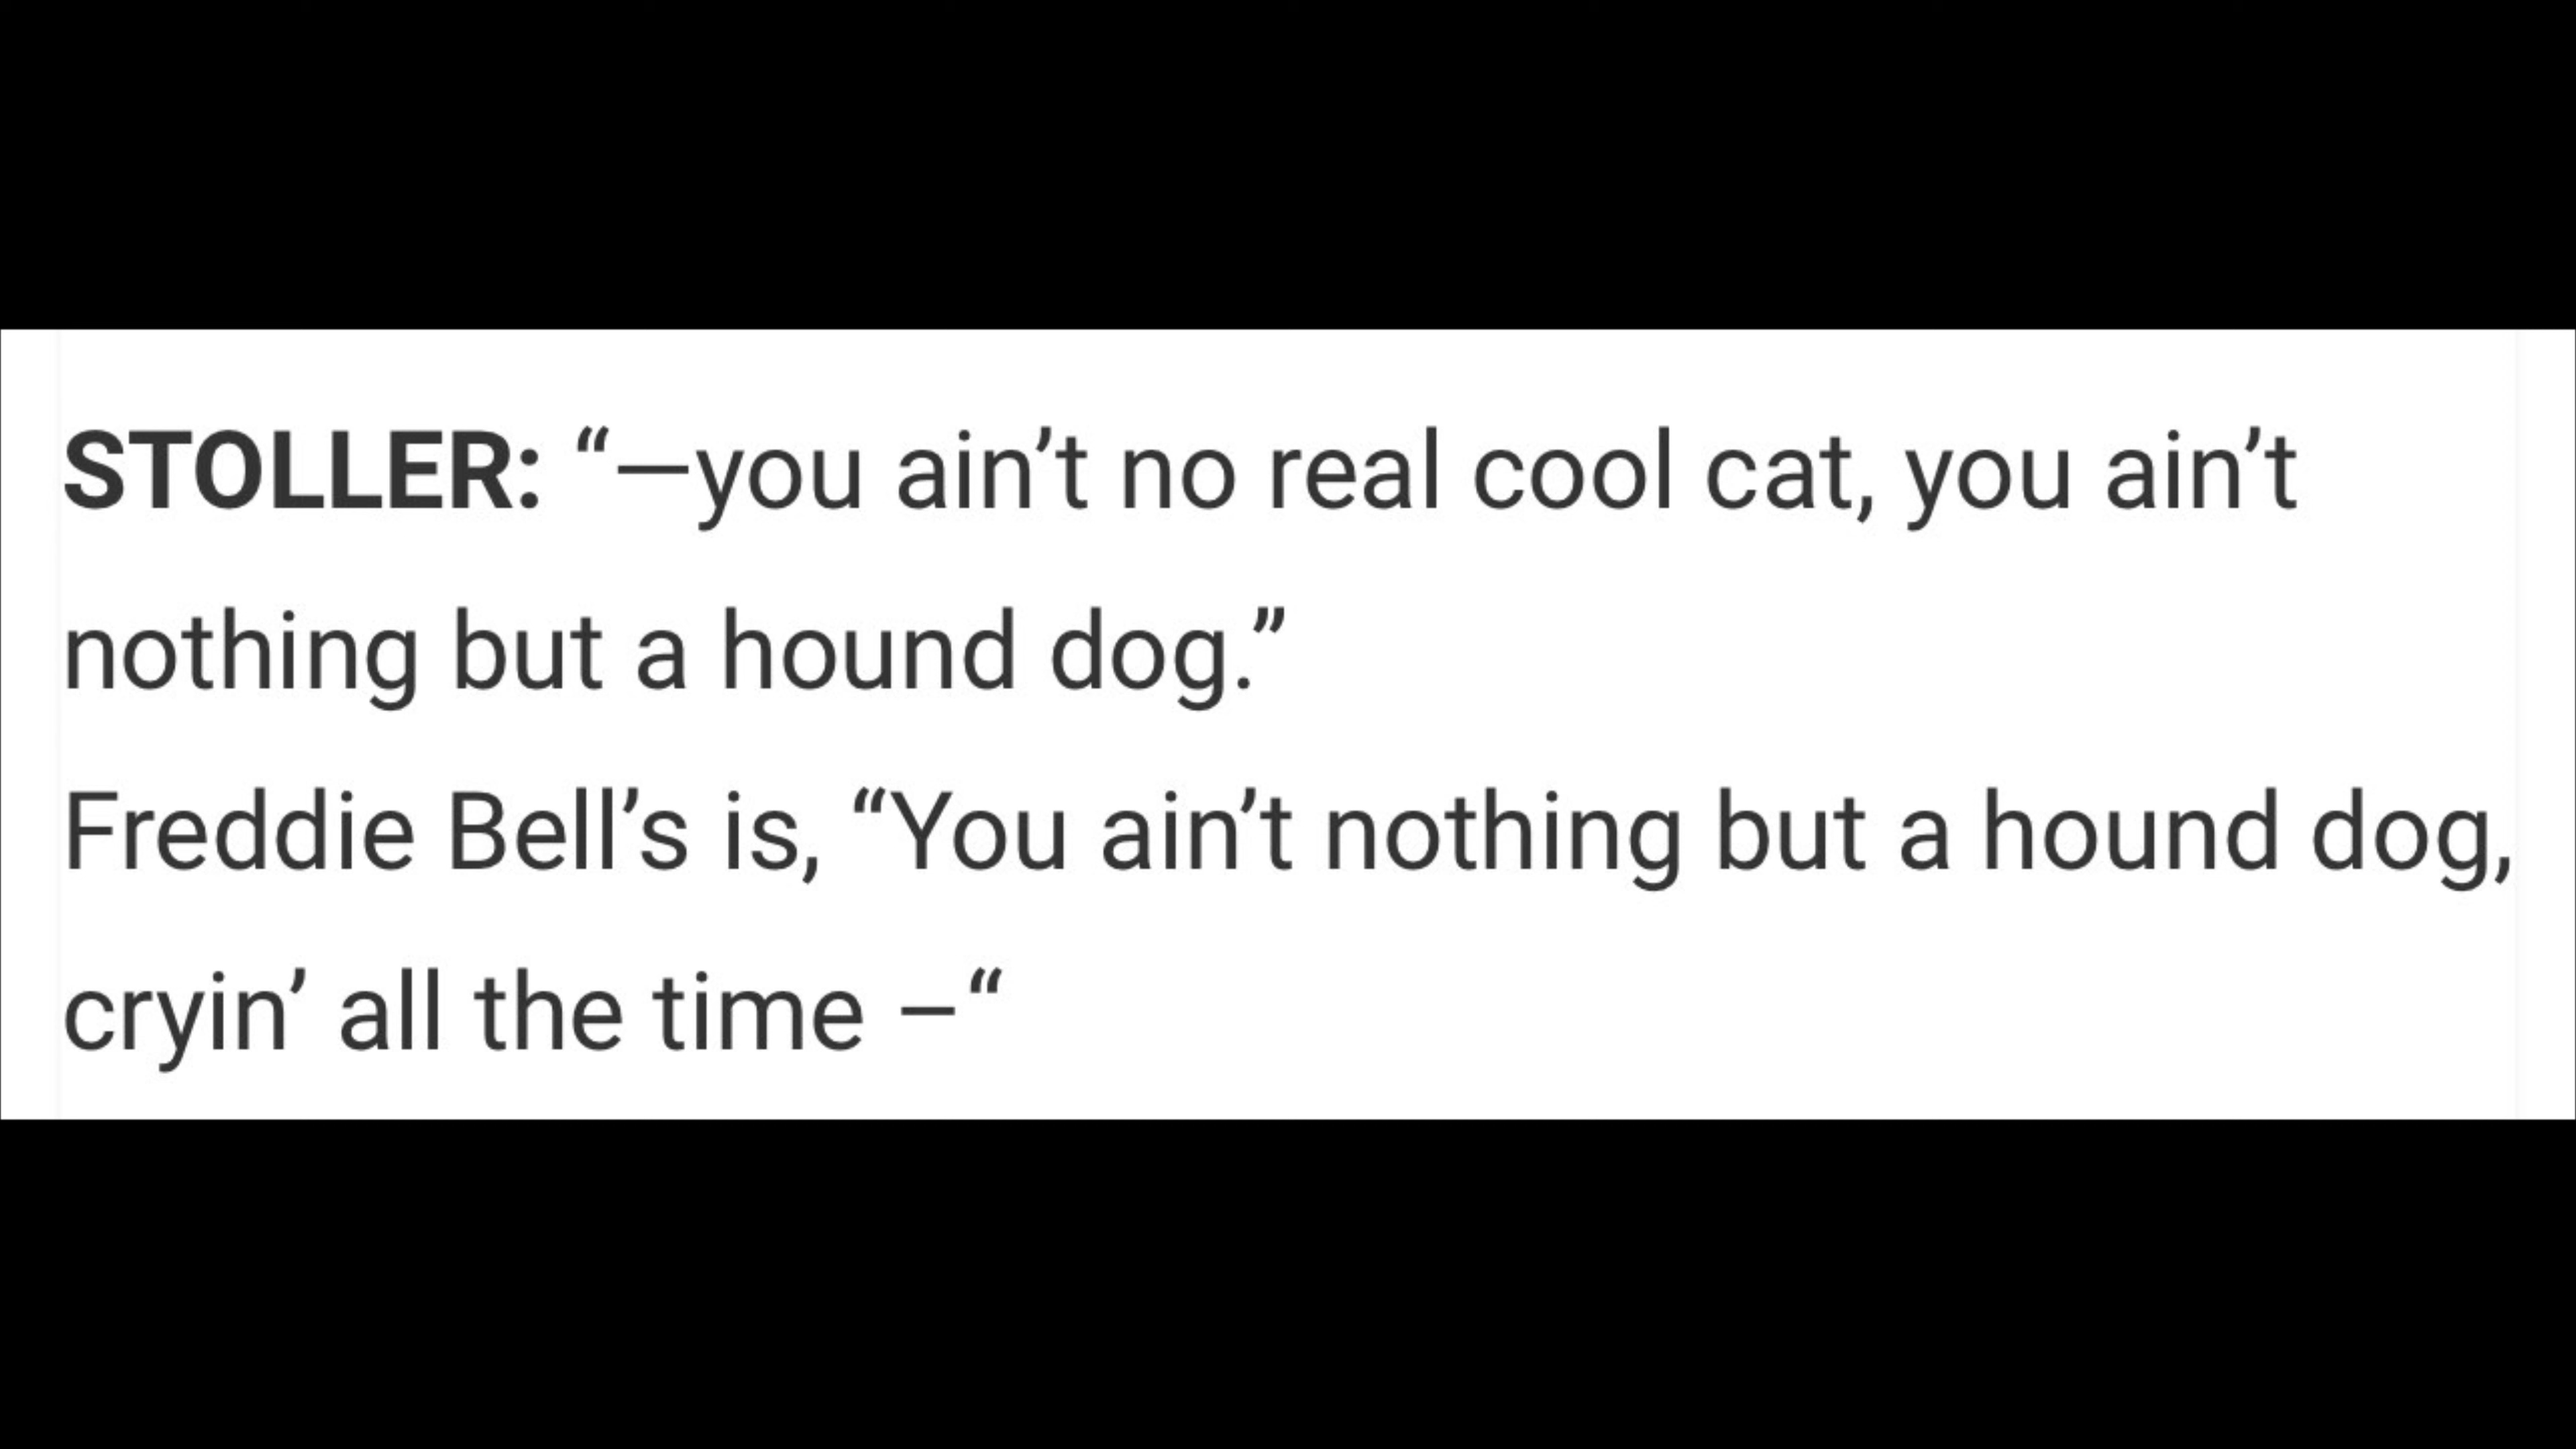 STOLLER: “—you ain’t no real cool cat, you ain’t
nothing but a hound dog.”
Freddie Bell’s is, “You ain’t nothing but a hound dog,
cryin’ all the time –“